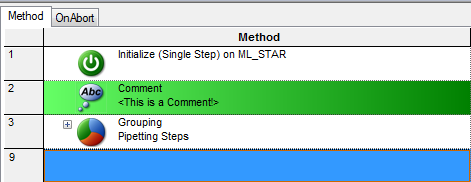 Method OnAbort
Method
1 Initialize (Single Step) on ML_STAR
2 Abc Comment
<This is a Comment!>
3 Grouping
Pipetting Steps
9